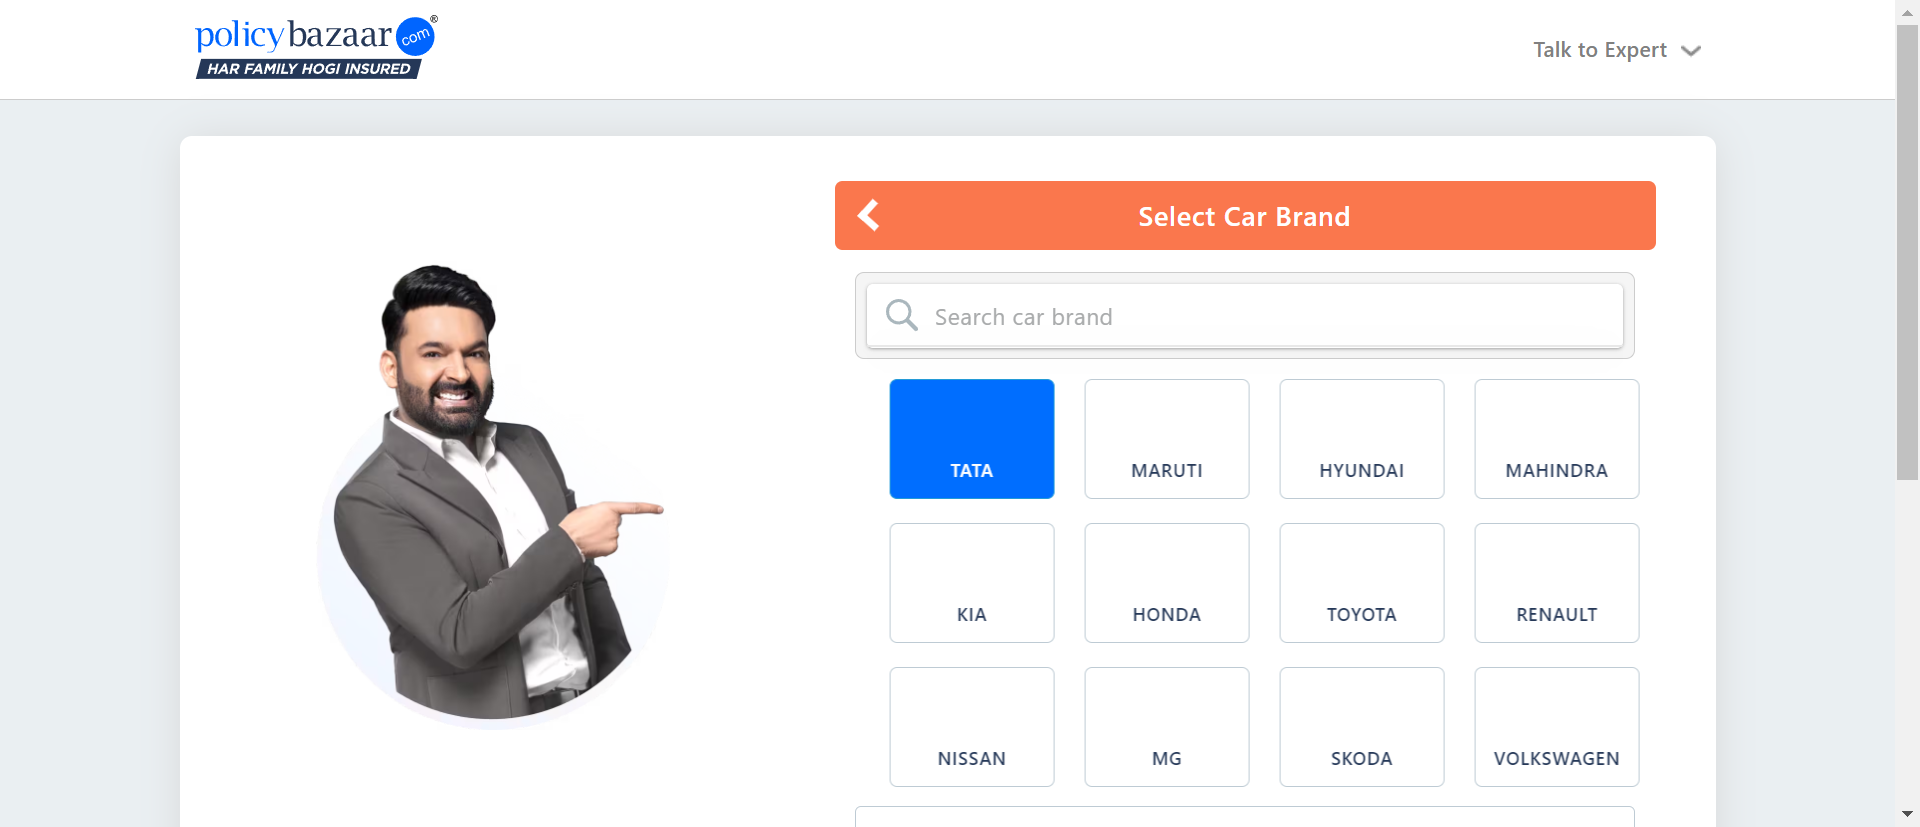 policybazaar com®
HAR FAMILY HOGI INSURED
Talk to Expert
Select Car Brand
Search car brand
TATA
MARUTI
HYUNDAI
MAHINDRA
KIA
HONDA
TOYOTA
RENAULT
NISSAN
MG
SKODA
VOLKSWAGEN